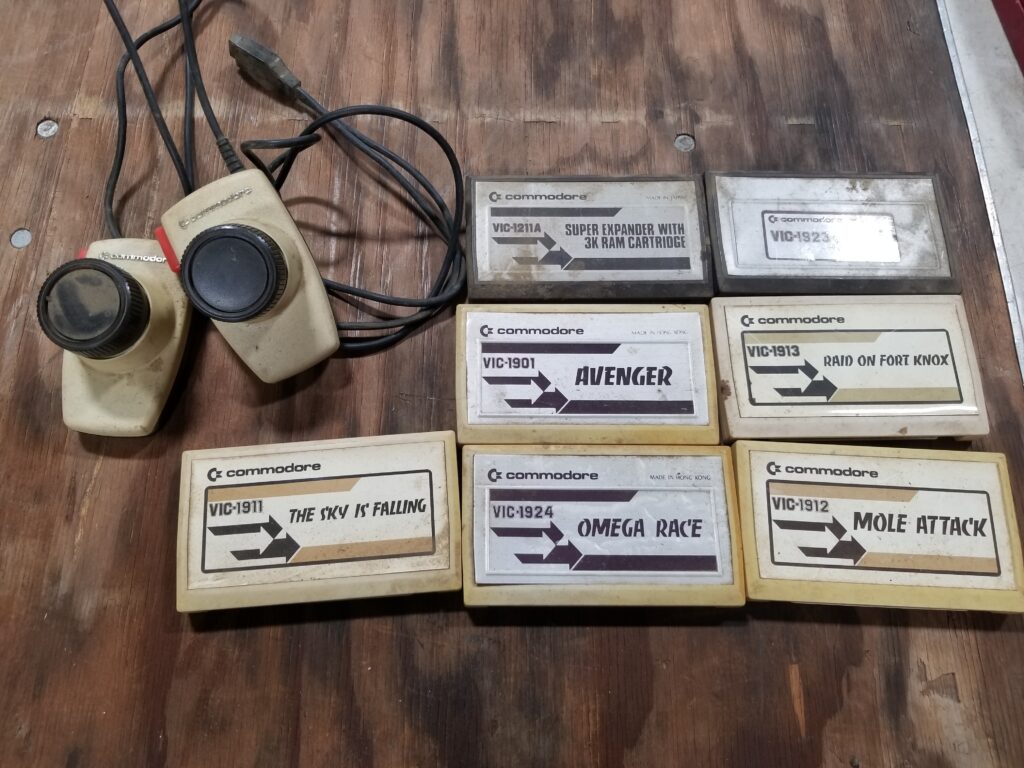 commodore
commodore
commodore
MADE IN JAPAN
VIC-1211A
SUPER EXPANDER WITH
3K RAM CARTRIDGE
commodore
VIC-1923
commodore
MADE IN HONG KONG
VIC-1901
AVENGER
commodore
VIC-1913
RAID ON FORT KNOX
commodore
VIC-1911
THE SKY IS FALLING
commodore
MADE IN HONG KONG
VIC-1924
OMEGA RACE
commodore
VIC-1912
MOLE ATTACK